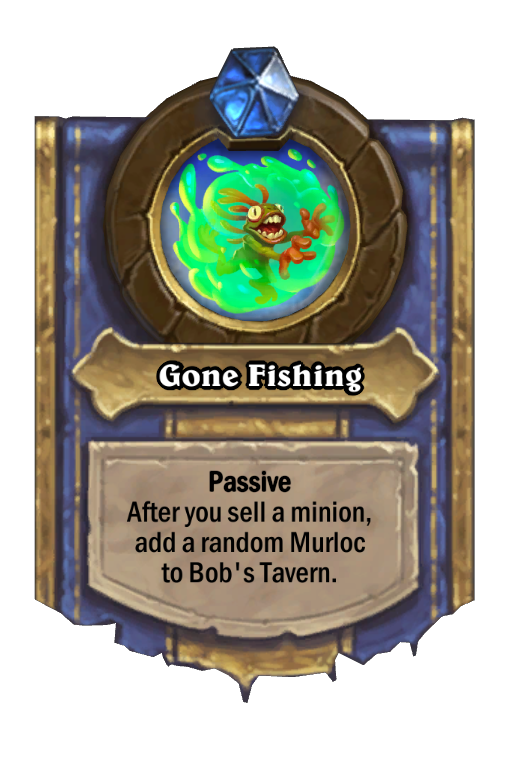 Gone Fishing
Passive
After you sell a minion,
add a random Murloc
to Bob's Tavern.